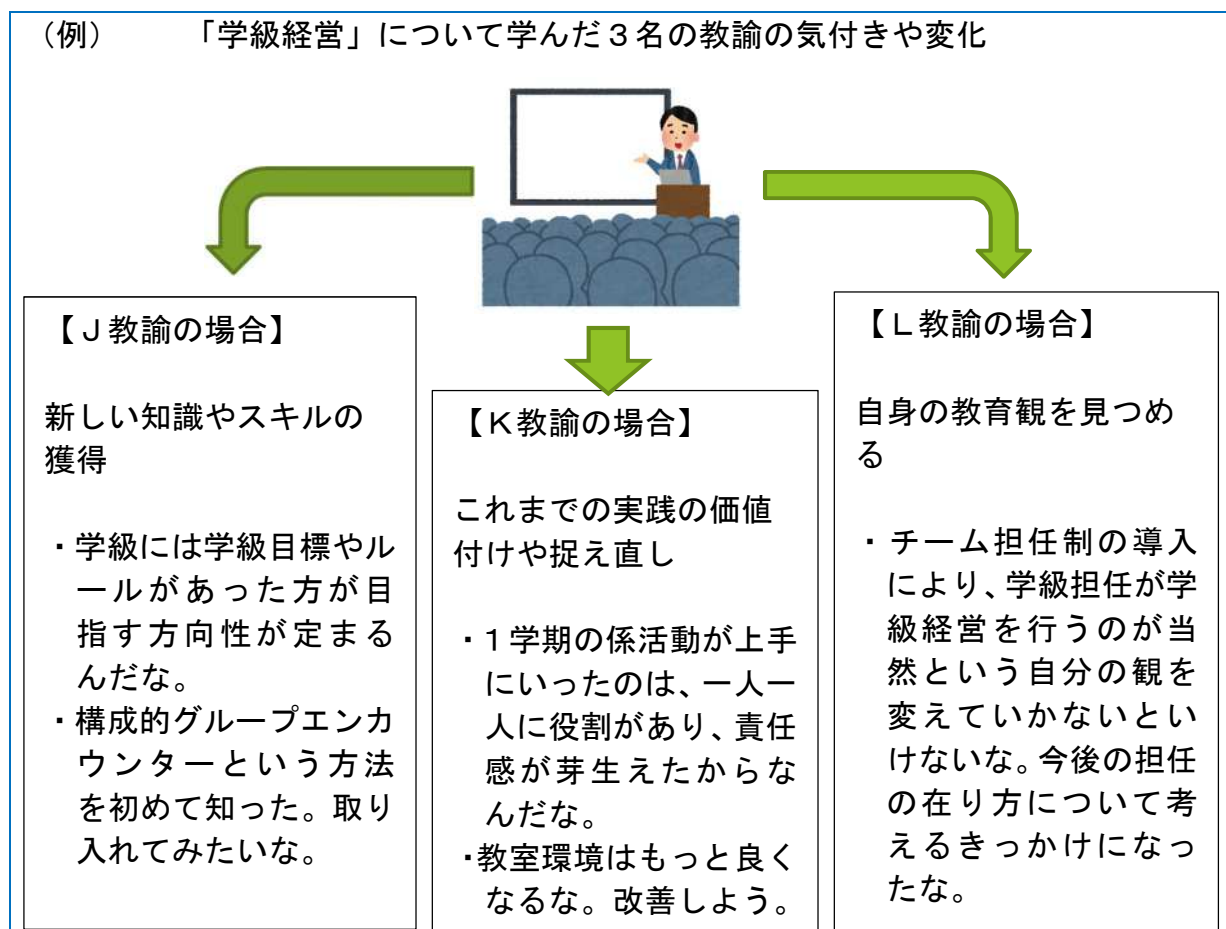 (例) 「学級経営」について学んだ3名の教諭の気付きや変化
【J教諭の場合】
新しい知識やスキルの
獲得
・学級には学級目標やル
ールがあった方が目
指す方向性が定まる
んだな。
・構成的グループエンカ
ウンターという方法
を初めて知った。取り
入れてみたいな。
【K教諭の場合】
これまでの実践の価値
付けや捉え直し
・1学期の係活動が上手
にいったのは、一人一
人に役割があり、責任
感が芽生えたからな
んだな。
・教室環境はもっと良く
なるな。改善しよう。
【L教諭の場合】
自身の教育観を見つめ
る
・チーム担任制の導入
により、学級担任が学
級経営を行うのが当
然という自分の観を
変えていかないとい
けないな。今後の担任
の在り方について考
えるきっかけになっ
たな。